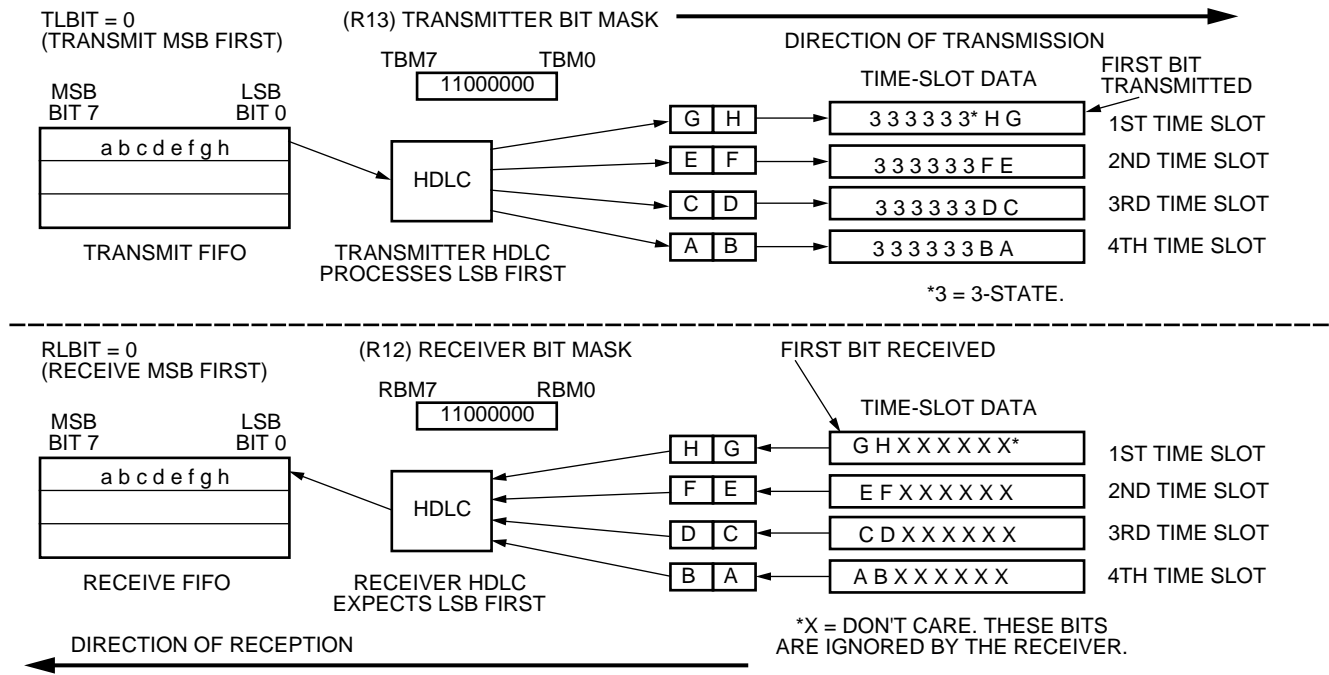 TLBIT = 0
(TRANSMIT MSB FIRST)
(R13) TRANSMITTER BIT MASK
DIRECTION OF TRANSMISSION
TBM7 TBM0
11000000
TIME-SLOT DATA
FIRST BIT
TRANSMITTED
MSB
BIT 7
LSB
BIT 0
a b c d e f g h
HDLC
G H
3 3 3 3 3 3* H G
1ST TIME SLOT
E F
3 3 3 3 3 3 F E
2ND TIME SLOT
C D
3 3 3 3 3 3 D C
3RD TIME SLOT
A B
3 3 3 3 3 3 B A
4TH TIME SLOT
TRANSMIT FIFO
TRANSMITTER HDLC
PROCESSES LSB FIRST
*3 = 3-STATE.
RLBIT = 0
(RECEIVE MSB FIRST)
(R12) RECEIVER BIT MASK
FIRST BIT RECEIVED
RBM7 RBM0
11000000
TIME-SLOT DATA
MSB
BIT 7
LSB
BIT 0
a b c d e f g h
HDLC
H G
G H X X X X X X*
1ST TIME SLOT
F E
E F X X X X X X
2ND TIME SLOT
D C
C D X X X X X X
3RD TIME SLOT
B A
A B X X X X X X
4TH TIME SLOT
RECEIVE FIFO
RECEIVER HDLC
EXPECTS LSB FIRST
*X = DON'T CARE. THESE BITS
ARE IGNORED BY THE RECEIVER.
DIRECTION OF RECEPTION